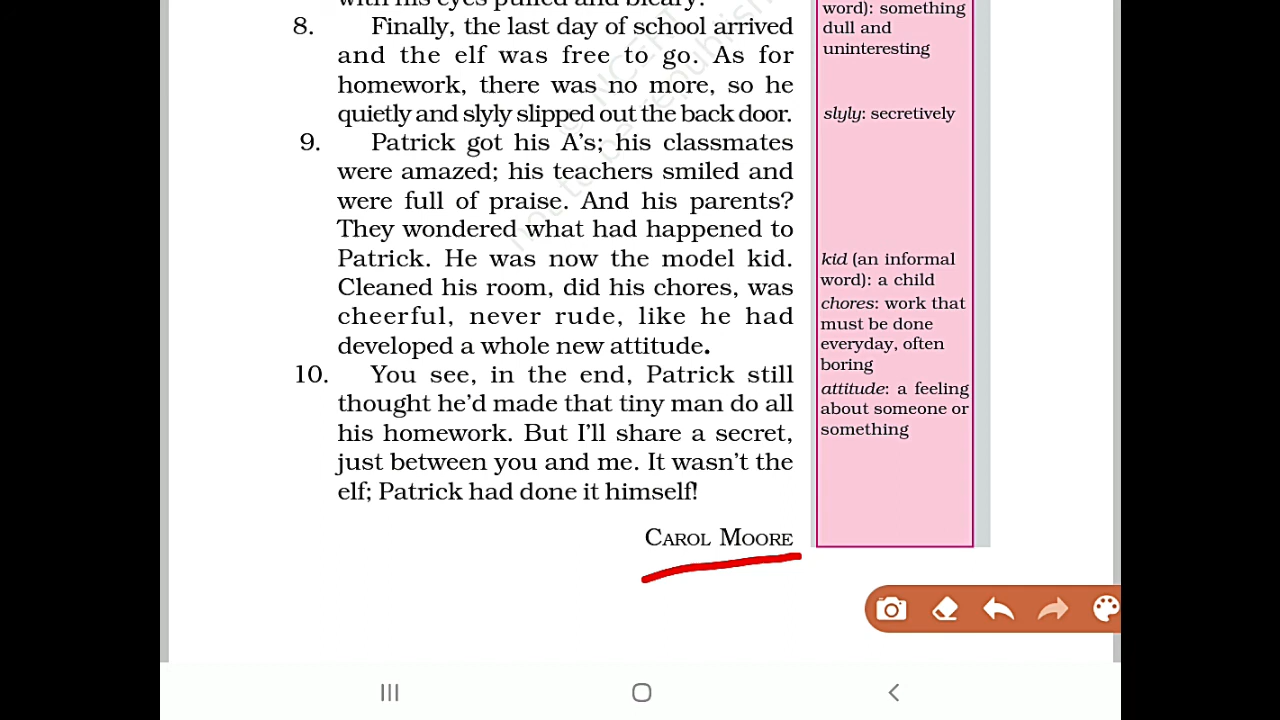 with his eyes puffed and bleary.
8. Finally, the last day of school arrived
and the elf was free to go. As for
homework, there was no more, so he
quietly and slyly slipped out the back door.
9. Patrick got his A's; his classmates
were amazed; his teachers smiled and
were full of praise. And his parents?
They wondered what had happened to
Patrick. He was now the model kid.
Cleaned his room, did his chores, was
cheerful, never rude, like he had
developed a whole new attitude.
10. You see, in the end, Patrick still
thought he'd made that tiny man do all
his homework. But I'll share a secret,
just between you and me. It wasn't the
elf; Patrick had done it himself!
CAROL MOORE
word): something
dull and
uninteresting
slyly: secretively
kid (an informal
word): a child
chores: work that
must be done
everyday, often
boring
attitude: a feeling
about someone or
something